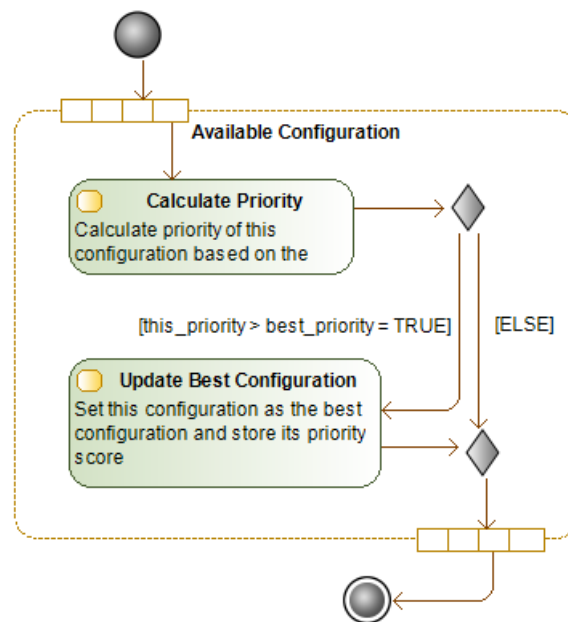 Available Configuration
Calculate Priority
Calculate priority of this
configuration based on the
[this_priority > best_priority = TRUE]
[ELSE]
Update Best Configuration
Set this configuration as the best
configuration and store its priority
score